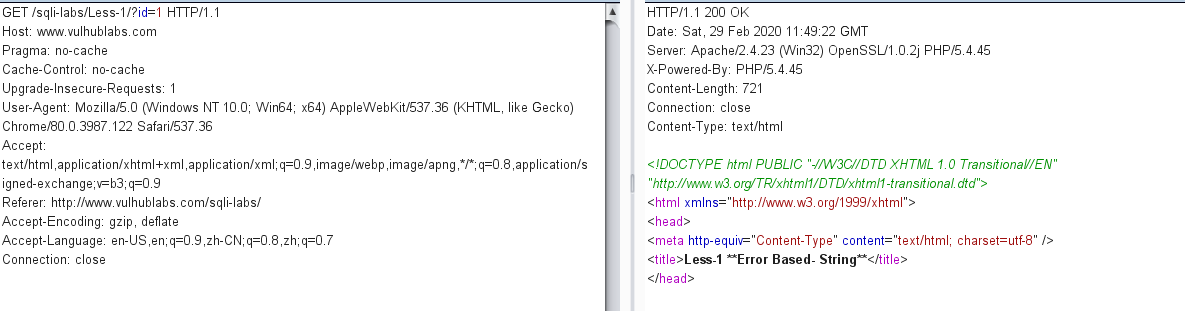 GET /sqli-labs/Less-1/?id=1 HTTP/1.1
Host: www.vulhublabs.com
Pragma: no-cache
Cache-Control: no-cache
Upgrade-Insecure-Requests: 1
User-Agent: Mozilla/5.0 (Windows NT 10.0; Win64; x64) AppleWebKit/537.36 (KHTML, like Gecko)
Chrome/80.0.3987.122 Safari/537.36
Accept:
text/html,application/xhtml+xml,application/xml;q=0.9,image/webp,image/apng,*/*;q=0.8,application/s
igned-exchange;v=b3;q=0.9
Referer: http://www.vulhublabs.com/sqli-labs/
Accept-Encoding: gzip, deflate
Accept-Language: en-US,en;q=0.9,zh-CN;q=0.8,zh;q=0.7
Connection: close
HTTP/1.1 200 OK
Date: Sat, 29 Feb 2020 11:49:22 GMT
Server: Apache/2.4.23 (Win32) OpenSSL/1.0.2j PHP/5.4.45
X-Powered-By: PHP/5.4.45
Content-Length: 721
Connection: close
Content-Type: text/html
<!DOCTYPE html PUBLIC "-//W3C//DTD XHTML 1.0 Transitional//EN"
"http://www.w3.org/TR/xhtml1/DTD/xhtml1-transitional.dtd">
<html xmlns="http://www.w3.org/1999/xhtml">
<head>
<meta http-equiv="Content-Type" content="text/html; charset=utf-8" />
<title>Less-1 **Error Based- String**</title>
</head>